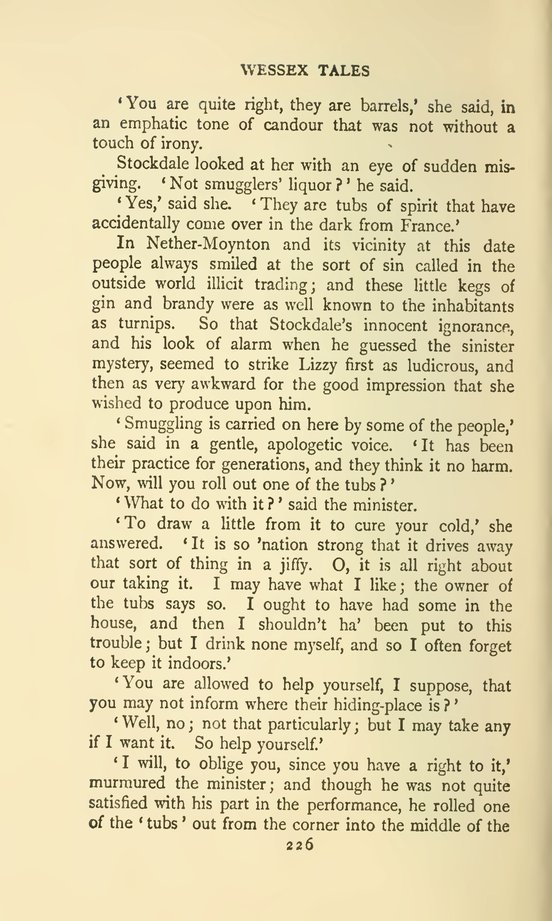 WESSEX TALES
‘You are quite right, they are barrels,’ she said, in
an emphatic tone of candour that was not without a
touch of irony.
Stockdale looked at her with an eye of sudden mis-
giving. ‘Not smugglers’ liquor?’ he said.
‘Yes,’ said she. ‘They are tubs of spirit that have
accidentally come over in the dark from France.’
In Nether-Moynton and its vicinity at this date
people always smiled at the sort of sin called in the
outside world illicit trading; and these little kegs of
gin and brandy were as well known to the inhabitants
as turnips. So that Stockdale’s innocent ignorance,
and his look of alarm when he guessed the sinister
mystery, seemed to strike Lizzy first as ludicrous, and
then as very awkward for the good impression that she
wished to produce upon him.
‘Smuggling is carried on here by some of the people,’
she said in a gentle, apologetic voice. ‘It has been
their practice for generations, and they think it no harm.
Now, will you roll out one of the tubs?’
‘What to do with it?’ said the minister.
‘To draw a little from it to cure your cold,’ she
answered. ‘It is so ’nation strong that it drives away
that sort of thing in a jiffy. O, it is all right about
our taking it. I may have what I like; the owner of
the tubs says so. I ought to have had some in the
house, and then I shouldn’t ha’ been put to this
trouble; but I drink none myself, and so I often forget
to keep it indoors.’
‘You are allowed to help yourself, I suppose, that
you may not inform where their hiding-place is?’
‘Well, no; not that particularly; but I may take any
if I want it. So help yourself.’
‘I will, to oblige you, since you have a right to it,’
murmured the minister; and though he was not quite
satisfied with his part in the performance, he rolled one
of the ‘tubs’ out from the corner into the middle of the
226